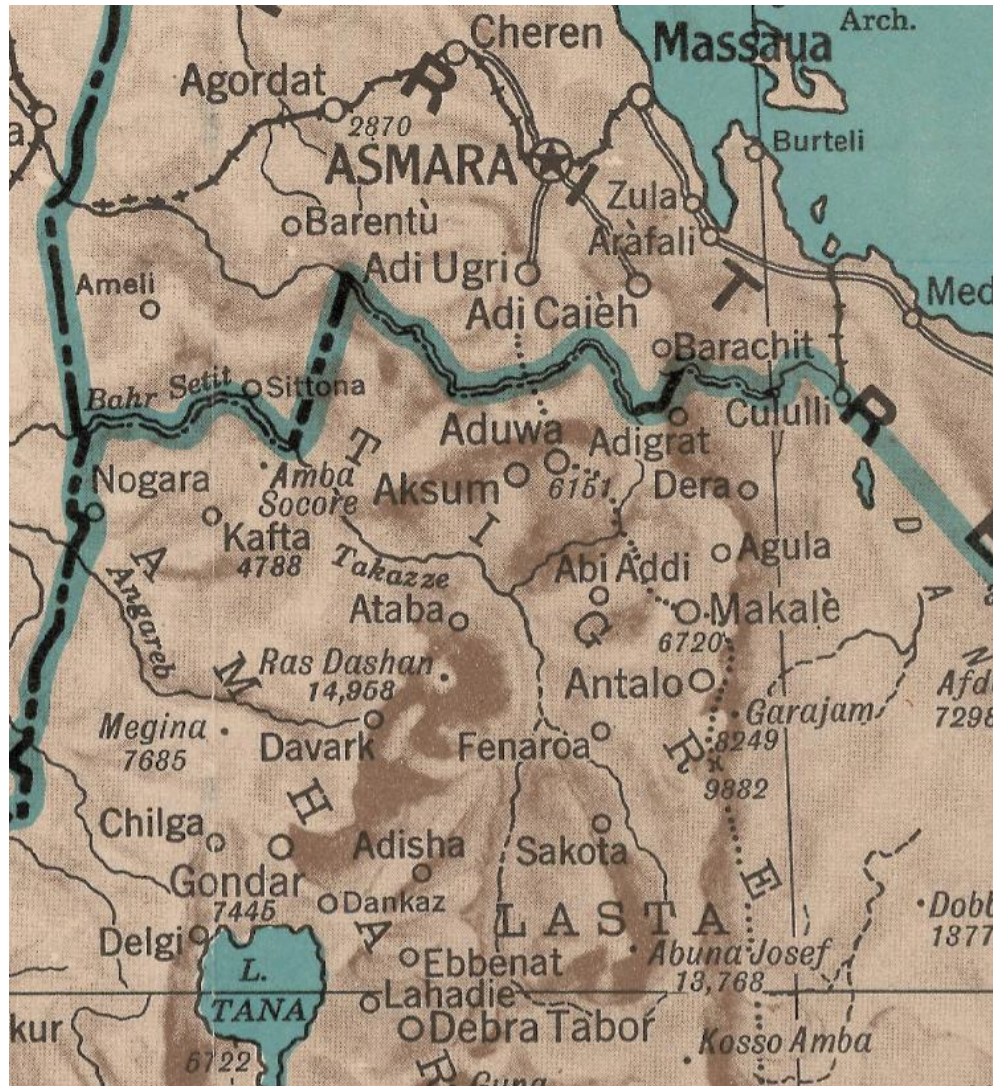 Cheren
Arch.
Massaua
Agordat
2870
R
ASMARA
I
Burteli
Zula
Barentù
Aràfali
Adi Ugri
T
Ameli
Adi Caièh
Med
Barachit
Bahr Setit
Sittona
Cululli
R
T
Aduwa
Adigrat
Amba
Socore
Aksum
6151
Dera
Nogara
I
D
Kafta
4788
A
Takazze
Agula
Abi Addi
Angareb
A
Ataba
Makalè
G
6720
N
M
Ras Dashan
14,958
Antalo
Afd
7298
Garajam
Megina
7685
Davark
Fenaroa
R
8249
9882
H
Chilga
Adisha
Sakota
Gondar
7445
E
Dankaz
LASTA
Dobb
1377
Delgi
A
Ebbenat
Abuna Josef
13,768
L.
TANA
Lahadie
kur
Debra Tabor
Kosso Amba
6722
R
Guna